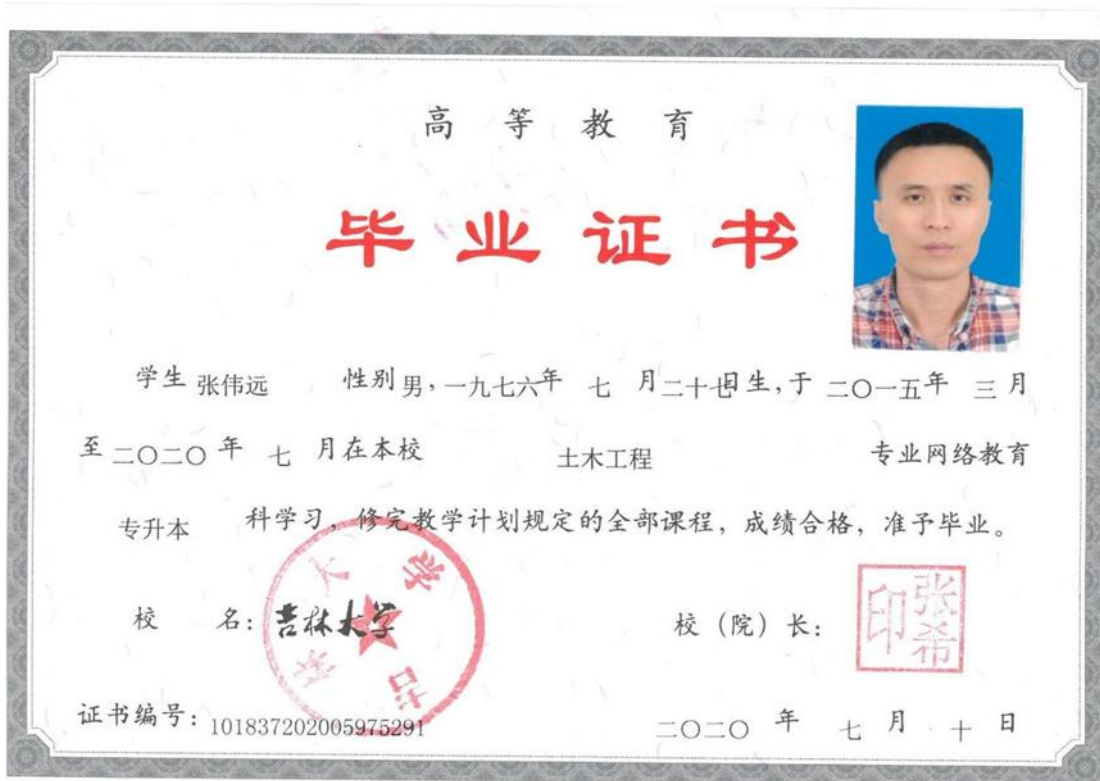 高等教育
毕业证书
学生 张伟远 性别 男，一九七六年 七 月二十七日生，于 二〇一五年 三 月
至 二〇二〇 年 七 月在本校 土木工程 专业网络教育
专升本 科学习，修完教学计划规定的全部课程，成绩合格，准予毕业。
校 名：吉林大学
吉林大学
校（院）长：
张希印
证书编号：101837202005975291
二〇二〇 年 七 月 十 日